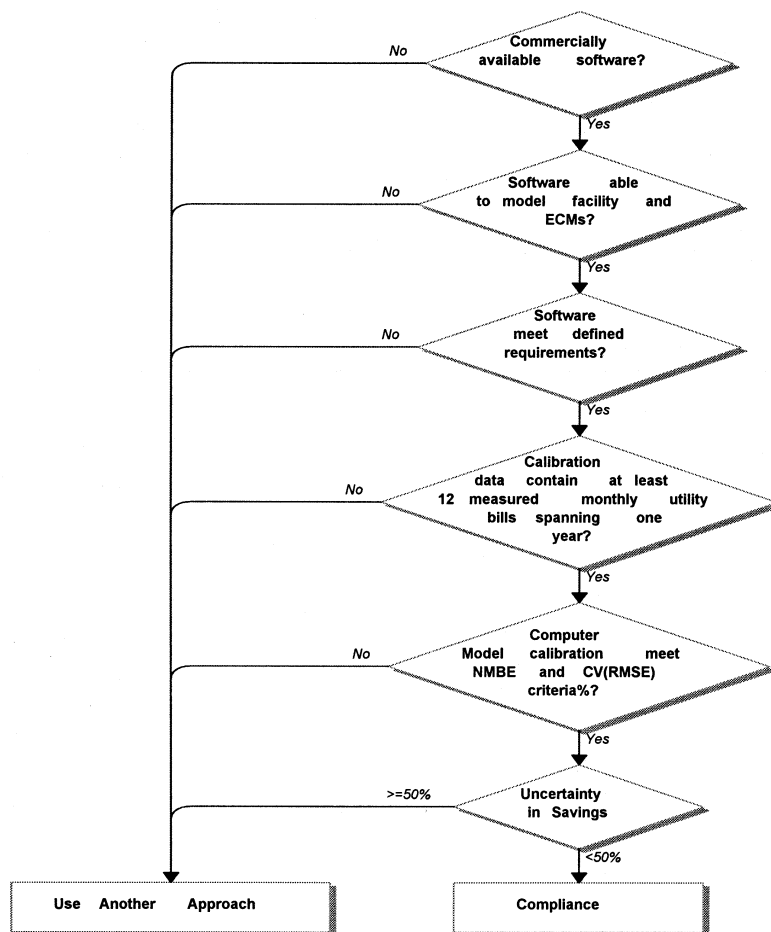 Commercially
available software?
No
Yes
Software able
to model facility and
ECMs?
No
Yes
Software
meet defined
requirements?
No
Yes
Calibration
data contain at least
12 measured monthly utility
bills spanning one
year?
No
Yes
Computer
Model calibration meet
NMBE and CV(RMSE)
criteria%?
No
Yes
Uncertainty
in Savings
>=50%
<50%
Use Another Approach
Compliance